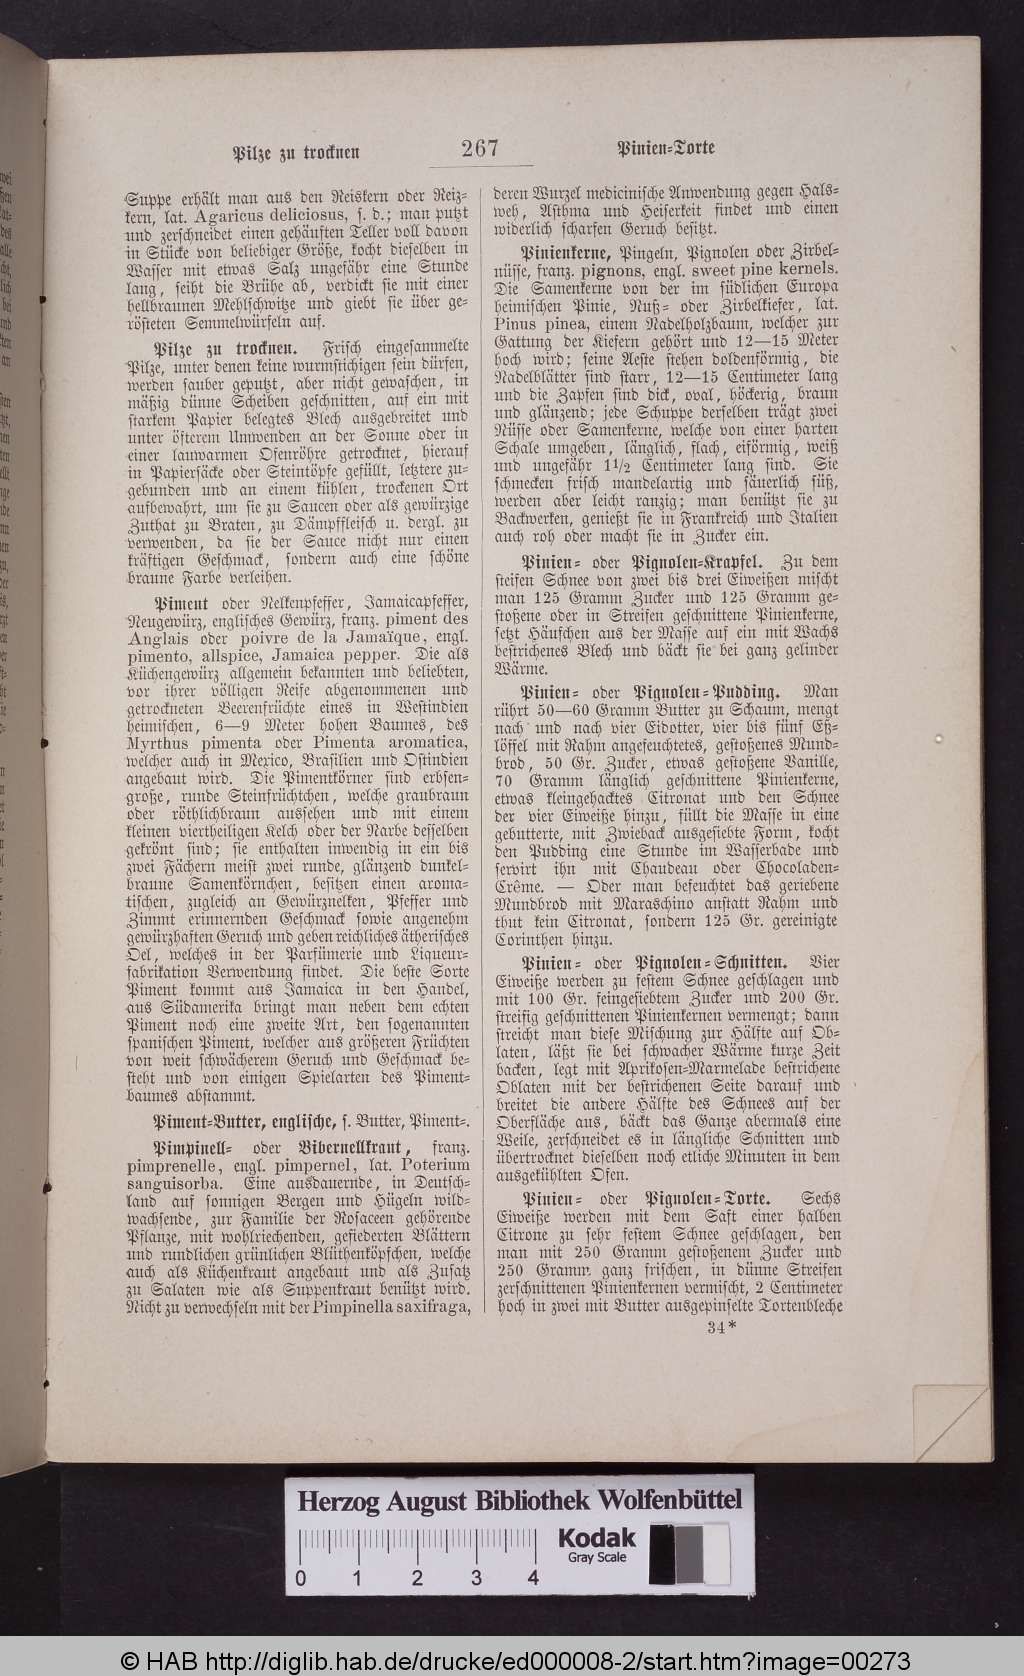 Pilze zu trocknen 267 Pinien-Torte
Suppe erhält man aus den Reiskern oder Reiz-
kern, lat. Agaricus deliciosus, s. d.; man putzt
und zerschneidet einen gehäuften Teller voll davon
in Stücke von beliebiger Größe, kocht dieselben in
Wasser mit etwas Salz ungefähr eine Stunde
lang, seiht die Brühe ab, verdickt sie mit einer
hellbraunen Mehlschwitze und giebt sie über ge-
rösteten Semmelwürfeln auf.
Pilze zu trocknen. Frisch eingesammelte
Pilze, unter denen keine wurmstichigen sein dürfen,
werden sauber geputzt, aber nicht gewaschen, in
mäßig dünne Scheiben geschnitten, auf ein mit
starkem Papier belegtes Blech ausgebreitet und
unter öfterem Umwenden an der Sonne oder in
einer lauwarmen Ofenröhre getrocknet, hierauf
in Papiersäcke oder Steintöpfe gefüllt, letztere zu-
gebunden und an einem kühlen, trockenen Ort
aufbewahrt, um sie zu Saucen oder als gewürzige
Zuthat zu Braten, zu Dämpffleisch u. dergl. zu
verwenden, da sie der Sauce nicht nur einen
kräftigen Geschmack, sondern auch eine schöne
braune Farbe verleihen.
Piment oder Nelkenpfeffer, Jamaicapfeffer,
Neugewürz, englisches Gewürz, franz. piment des
Anglais oder poivre de la Jamaïque, engl.
pimento, allspice, Jamaica pepper. Die als
Küchengewürz allgemein bekannten und beliebten,
vor ihrer völligen Reife abgenommenen und
getrockneten Beerenfrüchte eines in Westindien
heimischen, 6—9 Meter hohen Baumes, des
Myrthus pimenta oder Pimenta aromatica,
welcher auch in Mexico, Brasilien und Ostindien
angebaut wird. Die Pimentkörner sind erbsen-
große, runde Steinfrüchtchen, welche graubraun
oder röthlichbraun aussehen und mit einem
kleinen viertheiligen Kelch oder der Narbe desselben
gekrönt sind; sie enthalten inwendig in ein bis
zwei Fächern meist zwei runde, glänzend dunkel-
braune Samenkörnchen, besitzen einen aroma-
tischen, zugleich an Gewürznelken, Pfeffer und
Zimmt erinnernden Geschmack sowie angenehm
gewürzhaften Geruch und geben reichliches ätherisches
Oel, welches in der Parfümerie und Liqueur-
fabrikation Verwendung findet. Die beste Sorte
Piment kommt aus Jamaica in den Handel,
aus Südamerika bringt man neben dem echten
Piment noch eine zweite Art, den sogenannten
spanischen Piment, welcher aus größeren Früchten
von weit schwächerem Geruch und Geschmack be-
steht und von einigen Spielarten des Piment-
baumes abstammt.
Piment-Butter, englische, s. Butter, Piment-.
Pimpinell- oder Bibernellkraut, franz.
pimprenelle, engl. pimpernel, lat. Poterium
sanguisorba. Eine ausdauernde, in Deutsch-
land auf sonnigen Bergen und Hügeln wild-
wachsende, zur Familie der Rosaceen gehörende
Pflanze, mit wohlriechenden, gefiederten Blättern
und rundlichen grünlichen Blüthenköpfchen, welche
auch als Küchenkraut angebaut und als Zusatz
zu Salaten wie als Suppenkraut benützt wird.
Nicht zu verwechseln mit der Pimpinella saxifraga,
deren Wurzel medicinische Anwendung gegen Hals-
weh, Asthma und Heiserkeit findet und einen
widerlich scharfen Geruch besitzt.
Pinienkerne, Pingeln, Pignolen oder Zirbel-
nüsse, franz. pignons, engl. sweet pine kernels.
Die Samenkerne von der im südlichen Europa
heimischen Pinie, Nuß- oder Zirbelkiefer, lat.
Pinus pinea, einem Nadelholzbaum, welcher zur
Gattung der Kiefern gehört und 12—15 Meter
hoch wird; seine Aeste stehen doldenförmig, die
Nadelblätter sind starr, 12—15 Centimeter lang
und die Zapfen sind dick, oval, höckerig, braun
und glänzend; jede Schuppe derselben trägt zwei
Nüsse oder Samenkerne, welche von einer harten
Schale umgeben, länglich, flach, eiförmig, weiß
und ungefähr 1 1/2 Centimeter lang sind. Sie
schmecken frisch mandelartig und säuerlich süß,
werden aber leicht ranzig; man benützt sie zu
Backwerken, genießt sie in Frankreich und Italien
auch roh oder macht sie in Zucker ein.
Pinien- oder Pignolen-Krapfel. Zu dem
steifen Schnee von zwei bis drei Eiweißen mischt
man 125 Gramm Zucker und 125 Gramm ge-
stoßene oder in Streifen geschnittene Pinienkerne,
setzt Häufchen aus der Masse auf ein mit Wachs
bestrichenes Blech und bäckt sie bei ganz gelinder
Wärme.
Pinien- oder Pignolen-Pudding. Man
rührt 50—60 Gramm Butter zu Schaum, mengt
nach und nach vier Eidotter, vier bis fünf Eß-
löffel mit Rahm angefeuchtetes, gestoßenes Mund-
brod, 50 Gr. Zucker, etwas gestoßene Vanille,
70 Gramm länglich geschnittene Pinienkerne,
etwas kleingehacktes Citronat und den Schnee
der vier Eiweiße hinzu, füllt die Masse in eine
gebutterte, mit Zwieback ausgesiebte Form, kocht
den Pudding eine Stunde im Wasserbade und
servirt ihn mit Chaudeau oder Chocoladen-
Crême. — Oder man befeuchtet das geriebene
Mundbrod mit Maraschino anstatt Rahm und
thut kein Citronat, sondern 125 Gr. gereinigte
Corinthen hinzu.
Pinien- oder Pignolen-Schnitten. Vier
Eiweiße werden zu festem Schnee geschlagen und
mit 100 Gr. feingesiebtem Zucker und 200 Gr.
streifig geschnittenen Pinienkernen vermengt; dann
streicht man diese Mischung zur Hälfte auf Ob-
laten, läßt sie bei schwacher Wärme kurze Zeit
backen, legt mit Aprikosen-Marmelade bestrichene
Oblaten mit der bestrichenen Seite darauf und
breitet die andere Hälfte des Schnees auf der
Oberfläche aus, bäckt das Ganze abermals eine
Weile, zerschneidet es in längliche Schnitten und
übertrocknet dieselben noch etliche Minuten in dem
ausgekühlten Ofen.
Pinien- oder Pignolen-Torte. Sechs
Eiweiße werden mit dem Saft einer halben
Citrone zu sehr festem Schnee geschlagen, den
man mit 250 Gramm gestoßenem Zucker und
250 Gramm ganz frischen, in dünne Streifen
zerschnittenen Pinienkernen vermischt, 2 Centimeter
hoch in zwei mit Butter ausgepinselte Tortenbleche
34*
Herzog August Bibliothek Wolfenbüttel
Kodak
Gray Scale
0 1 2 3 4
© HAB http://diglib.hab.de/drucke/ed000008-2/start.htm?image=00273